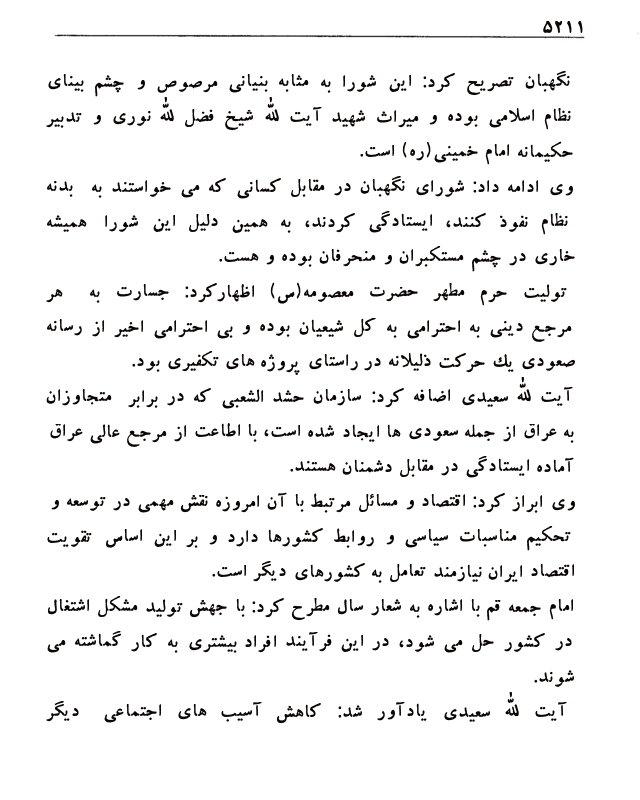 ۵۲۱۱
نگهبان تصریح کرد: این شورا به مثابه بنیانی مرصوص و چشم بینای
نظام اسلامی بوده و میراث شهید آیت لله شیخ فضل لله نوری و تدبیر
حکیمانه امام خمینی(ره) است.
وی ادامه داد: شورای نگهبان در مقابل کسانی که می خواستند به بدنه
نظام نفوذ کنند، ایستادگی کردند، به همین دلیل این شورا همیشه
خاری در چشم مستکبران و منحرفان بوده و هست.
تولیت حرم مطهر حضرت معصومه(س) اظهارکرد: جسارت به هر
مرجع دینی به احترامی به کل شیعیان بوده و بی احترامی اخیر از رسانه
صعودی یك حرکت ذلیلانه در راستای پروژه های تکفیری بود.
آیت لله سعیدی اضافه کرد: سازمان حشد الشعبی که در برابر متجاوزان
به عراق از جمله سعودی ها ایجاد شده است، با اطاعت از مرجع عالی عراق
آماده ایستادگی در مقابل دشمنان هستند.
وی ابراز کرد: اقتصاد و مسائل مرتبط با آن امروزه نقش مهمی در توسعه و
تحکیم مناسبات سیاسی و روابط کشورها دارد و بر این اساس تقویت
اقتصاد ایران نیازمند تعامل به کشورهای دیگر است.
امام جمعه قم با اشاره به شعار سال مطرح کرد: با جهش تولید مشکل اشتغال
در کشور حل می شود، در این فرآیند افراد بیشتری به کار گماشته می
شوند.
آیت لله سعیدی یادآور شد: کاهش آسیب های اجتماعی دیگر